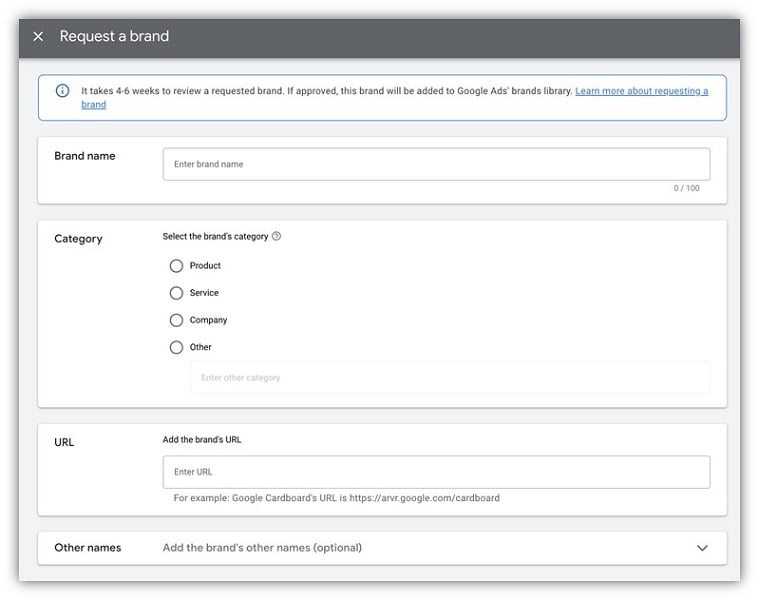 Request a brand
It takes 4-6 weeks to review a requested brand. If approved, this brand will be added to Google Ads' brands library. Learn more about requesting a
brand
Brand name
Enter brand name
0 / 100
Category
Select the brand's category
Product
Service
Company
Other
Enter other category
URL
Add the brand's URL
Enter URL
For example: Google Cardboard's URL is https://arvr.google.com/cardboard
Other names
Add the brand's other names (optional)